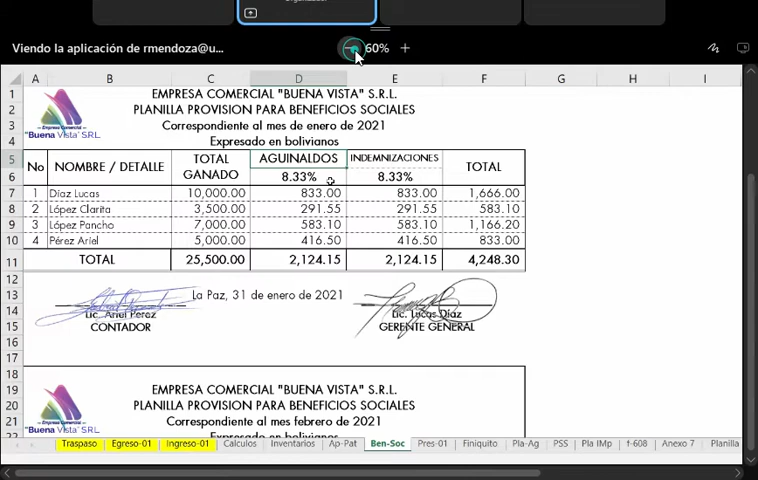 Viendo la aplicación de rmendoza@u...
60%
A B C D E F G H I
1 EMPRESA COMERCIAL "BUENA VISTA" S.R.L.
2 PLANILLA PROVISION PARA BENEFICIOS SOCIALES
3 Correspondiente al mes de enero de 2021
Empresa Comercial
"Buena Vista" S.R.L.
4 Expresado en bolivianos
5 No NOMBRE / DETALLE TOTAL GANADO AGUINALDOS INDEMNIZACIONES TOTAL
6 8.33% 8.33%
7 1 Díaz Lucas 10,000.00 833.00 833.00 1,666.00
8 2 López Clarita 3,500.00 291.55 291.55 583.10
9 3 López Pancho 7,000.00 583.10 583.10 1,166.20
10 4 Pérez Ariel 5,000.00 416.50 416.50 833.00
11 TOTAL 25,500.00 2,124.15 2,124.15 4,248.30
12
13 La Paz, 31 de enero de 2021
14 Lic. Ariel Pérez Lic. Lucas Díaz
15 CONTADOR GERENTE GENERAL
16
17
18
19 EMPRESA COMERCIAL "BUENA VISTA" S.R.L.
20 PLANILLA PROVISION PARA BENEFICIOS SOCIALES
21 Correspondiente al mes febrero de 2021
Empresa Comercial
"Buena Vista" S.R.L.
22 Expresado en bolivianos
Traspaso Egreso-01 Ingreso-01 Calculos Inventarios Ap-Pat Ben-Soc Pres-01 Finiquito Pla-Ag PSS Pla IMp f-608 Anexo 7 Planilla